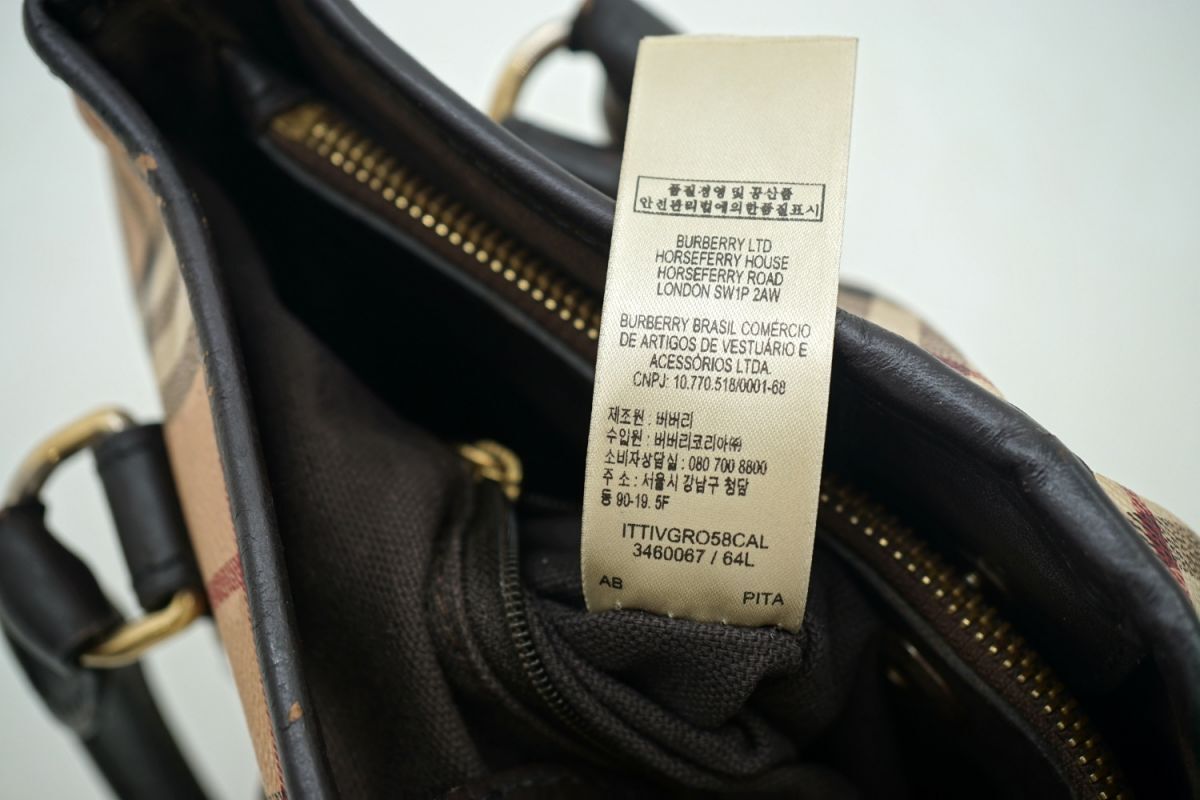 품질경영 및 공산품
안전관리법에의한품질표시
BURBERRY LTD
HORSEFERRY HOUSE
HORSEFERRY ROAD
LONDON SW1P 2AW
BURBERRY BRASIL COMÉRCIO
DE ARTIGOS DE VESTUÁRIO E
ACESSÓRIOS LTDA.
CNPJ: 10.770.518/0001-68
제조원 : 버버리
수입원 : 버버리코리아㈜
소비자상담실 : 080 700 8800
주 소 : 서울시 강남구 청담
동 90-19. 5F
ITTIVGRO58CAL
3460067 / 64L
AB PITA